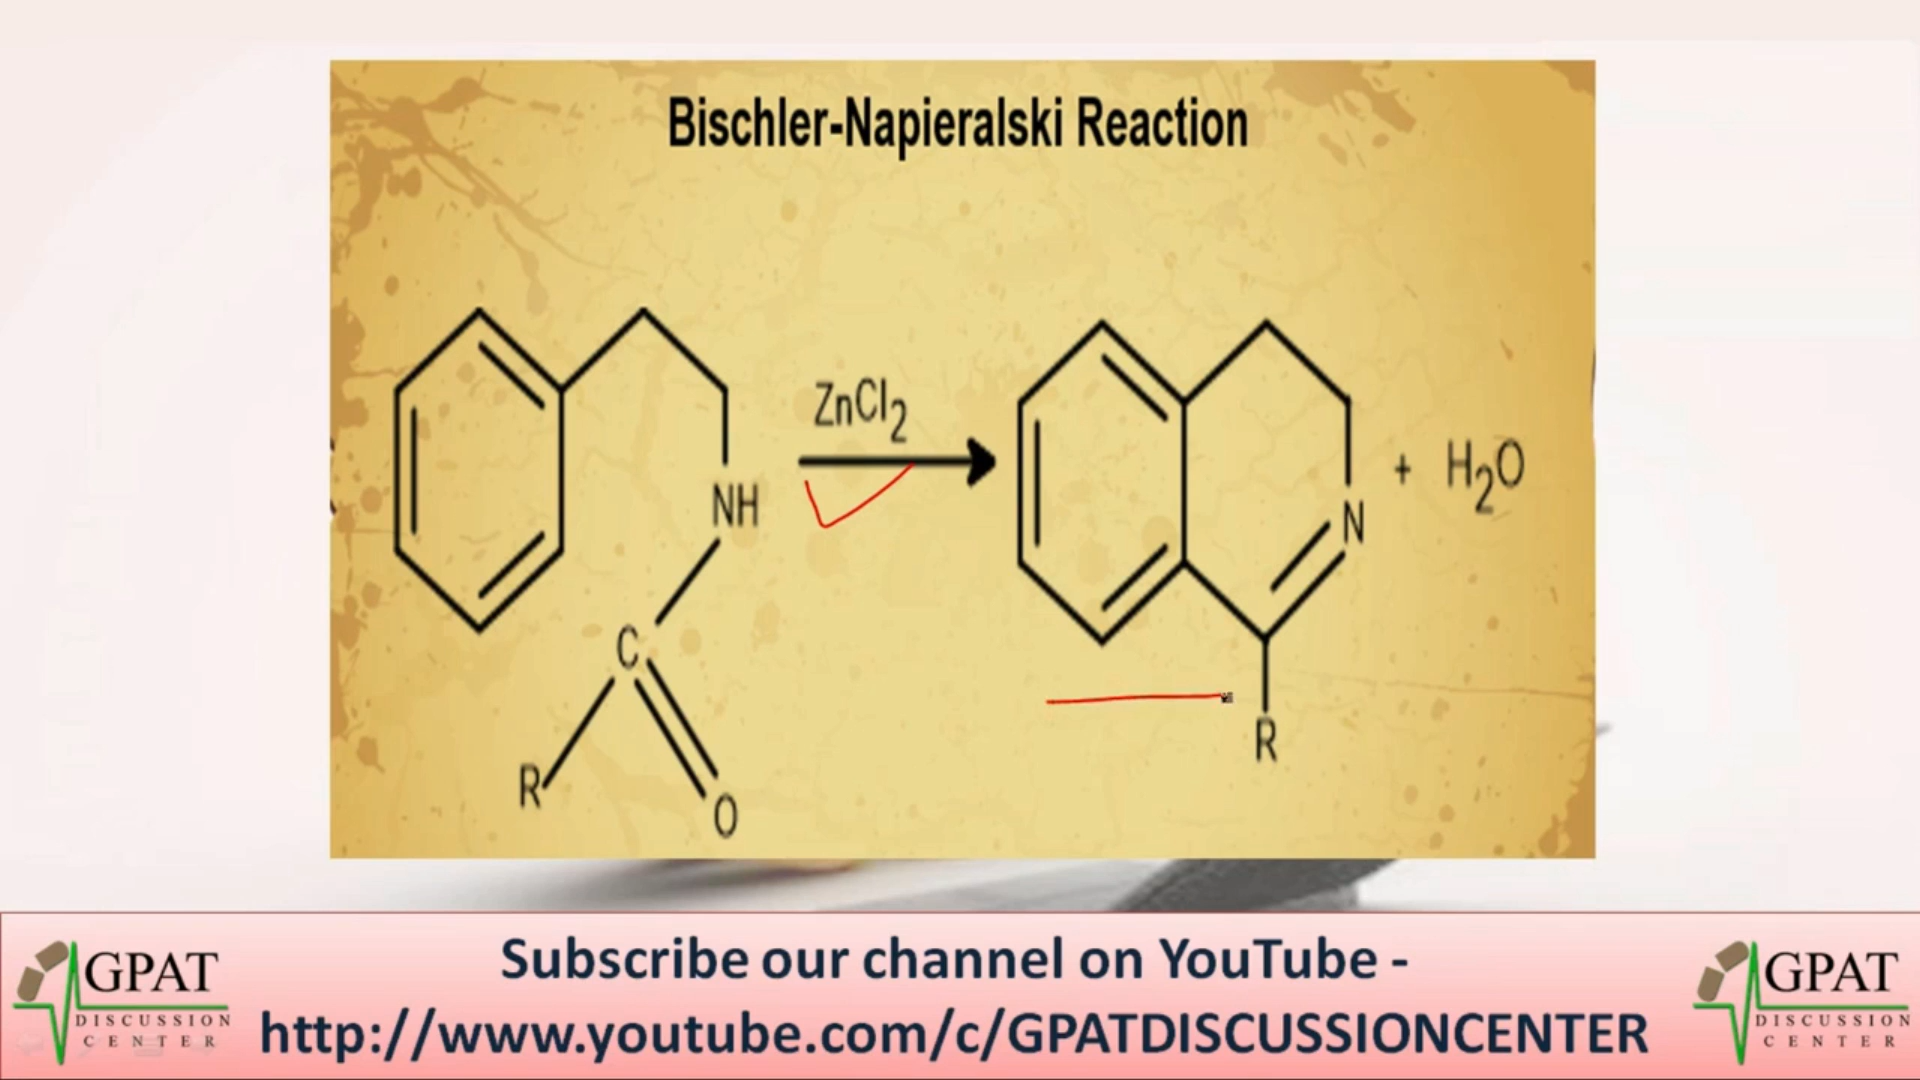 Bischler-Napieralski Reaction
ZnCl2
NH
C
R
O
N
R
+ H2O
GPAT
DISCUSSION
CENTER
Subscribe our channel on YouTube -
http://www.youtube.com/c/GPATDISCUSSIONCENTER
GPAT
DISCUSSION
CENTER